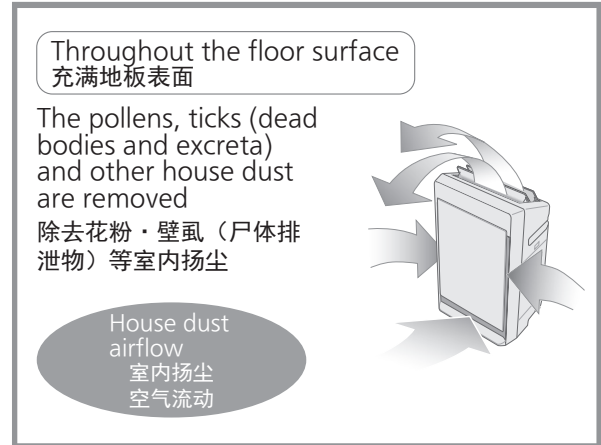 Throughout the floor surface
充满地板表面
The pollens, ticks (dead
bodies and excreta)
and other house dust
are removed
除去花粉・壁虱（尸体排
泄物）等室内扬尘
House dust
airflow
室内扬尘
空气流动